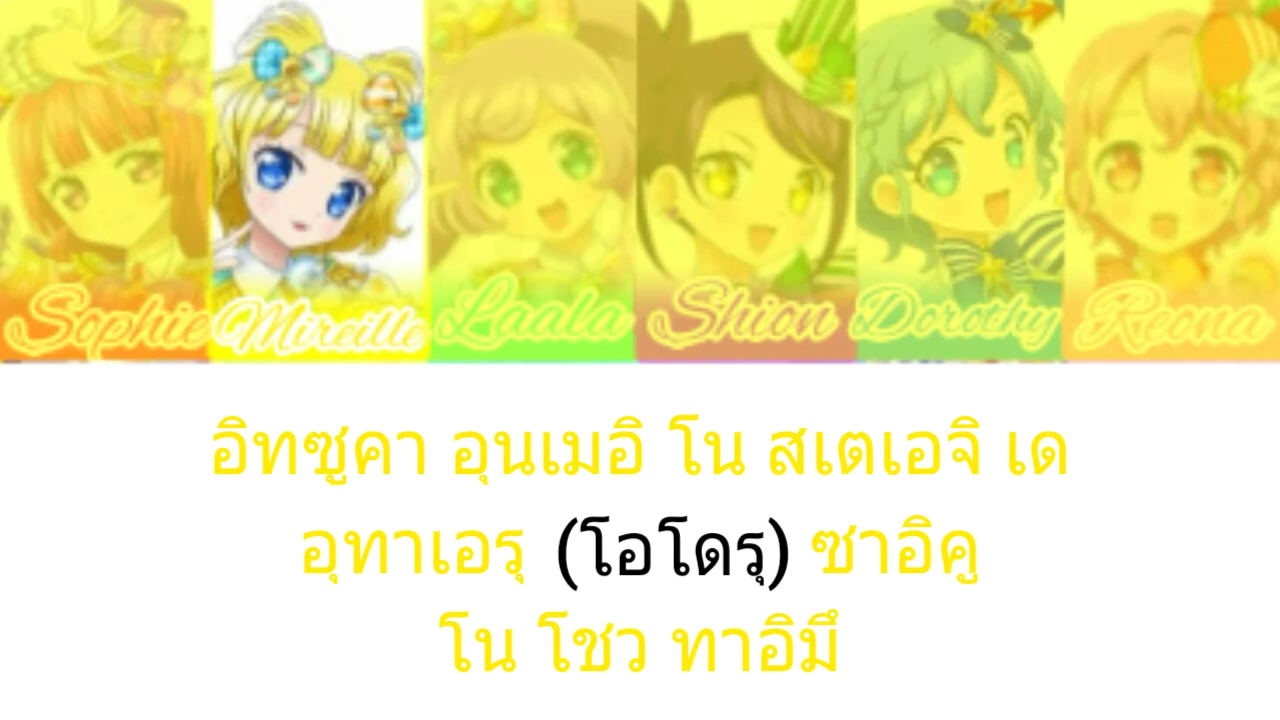 Sophie Mireille Laala Shion Dorothy Reona
อิทซูคา อุนเมอิ โน สเตเอจิ เด
อุทาเอรุ (โอโดรุ) ซาอิคู
โน โชว ทาอิมึ